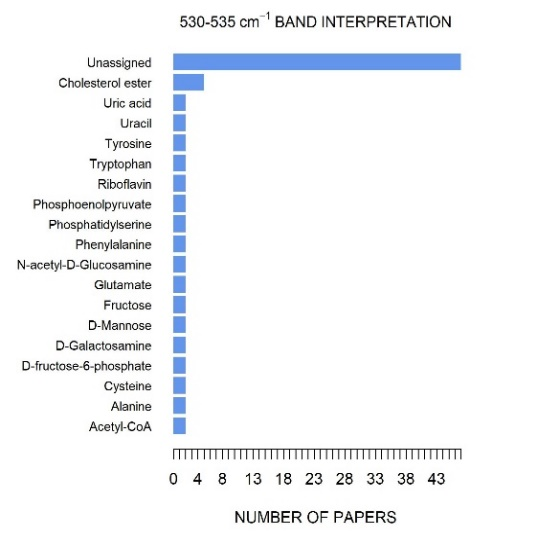 530-535 cm⁻¹ BAND INTERPRETATION
Unassigned
Cholesterol ester
Uric acid
Uracil
Tyrosine
Tryptophan
Riboflavin
Phosphoenolpyruvate
Phosphatidylserine
Phenylalanine
N-acetyl-D-Glucosamine
Glutamate
Fructose
D-Mannose
D-Galactosamine
D-fructose-6-phosphate
Cysteine
Alanine
Acetyl-CoA
0 4 8 13 18 23 28 33 38 43
NUMBER OF PAPERS